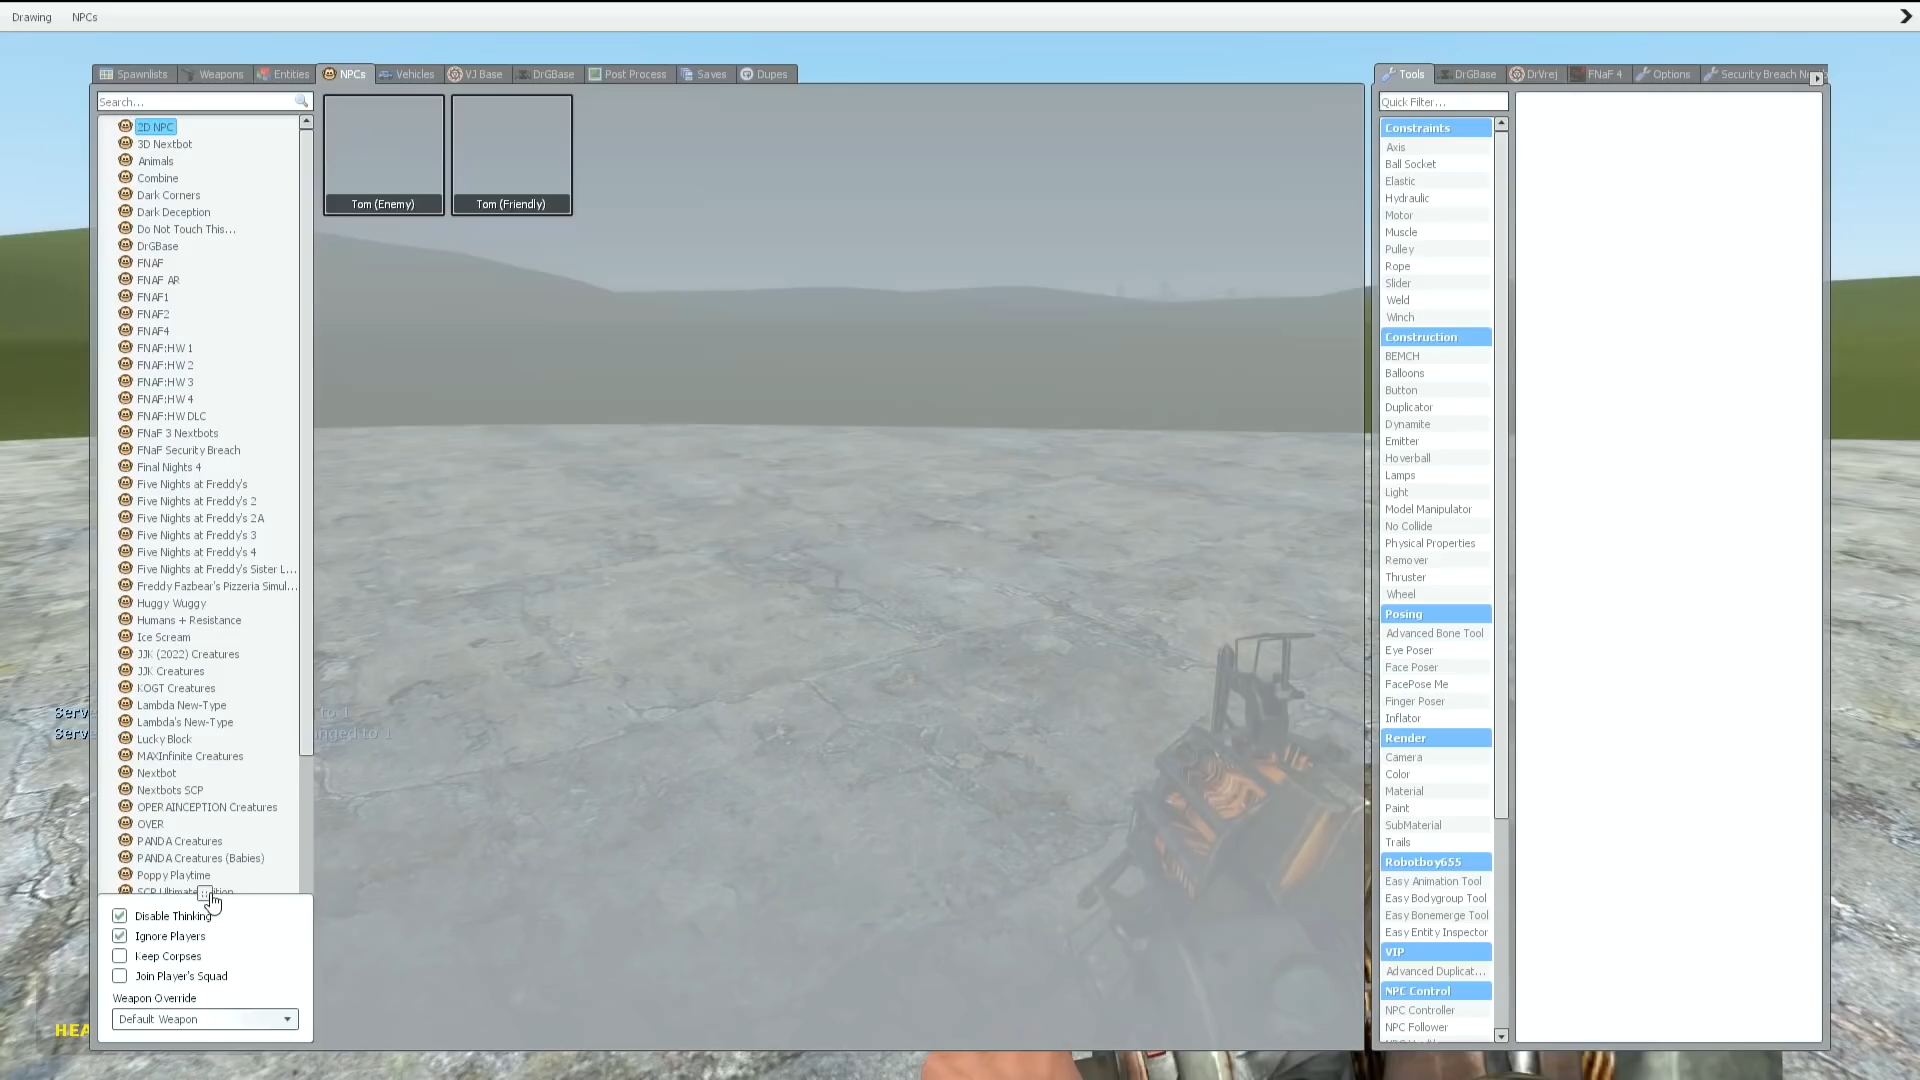 Drawing NPCs
Spawnlists Weapons Entities NPCs Vehicles VJ Base DrGBase Post Process Saves Dupes
Tools DrGBase DrVrej FNaF 4 Options Security Breach
Search...
2D NPC
3D Nextbot
Animals
Combine
Dark Corners
Dark Deception
Do Not Touch This...
DrGBase
FNAF
FNAF AR
FNAF1
FNAF2
FNAF4
FNAF:HW 1
FNAF:HW 2
FNAF:HW 3
FNAF:HW 4
FNAF:HW DLC
FNaF 3 Nextbots
FNaF Security Breach
Final Nights 4
Five Nights at Freddy's
Five Nights at Freddy's 2
Five Nights at Freddy's 2A
Five Nights at Freddy's 3
Five Nights at Freddy's 4
Five Nights at Freddy's Sister L...
Freddy Fazbear's Pizzeria Simul...
Huggy Wuggy
Humans + Resistance
Ice Scream
JJK (2022) Creatures
JJK Creatures
KOGT Creatures
Lambda New-Type
Lambda's New-Type
Lucky Block
MAXInfinite Creatures
Nextbot
Nextbots SCP
OPERAINCEPTION Creatures
OVER
PANDA Creatures
PANDA Creatures (Babies)
Poppy Playtime
SCP
Disable Thinking
Ignore Players
Keep Corpses
Join Player's Squad
Weapon Override
Default Weapon
Tom (Enemy)
Tom (Friendly)
Serv to 1
Serv nged to 1
HEA
Quick Filter...
Constraints
Axis
Ball Socket
Elastic
Hydraulic
Motor
Muscle
Pulley
Rope
Slider
Weld
Winch
Construction
BEMCH
Balloons
Button
Duplicator
Dynamite
Emitter
Hoverball
Lamps
Light
Model Manipulator
No Collide
Physical Properties
Remover
Thruster
Wheel
Posing
Advanced Bone Tool
Eye Poser
Face Poser
FacePose Me
Finger Poser
Inflator
Render
Camera
Color
Material
Paint
SubMaterial
Trails
Robotboy655
Easy Animation Tool
Easy Bodygroup Tool
Easy Bonemerge Tool
Easy Entity Inspector
VIP
Advanced Duplicat...
NPC Control
NPC Controller
NPC Follower